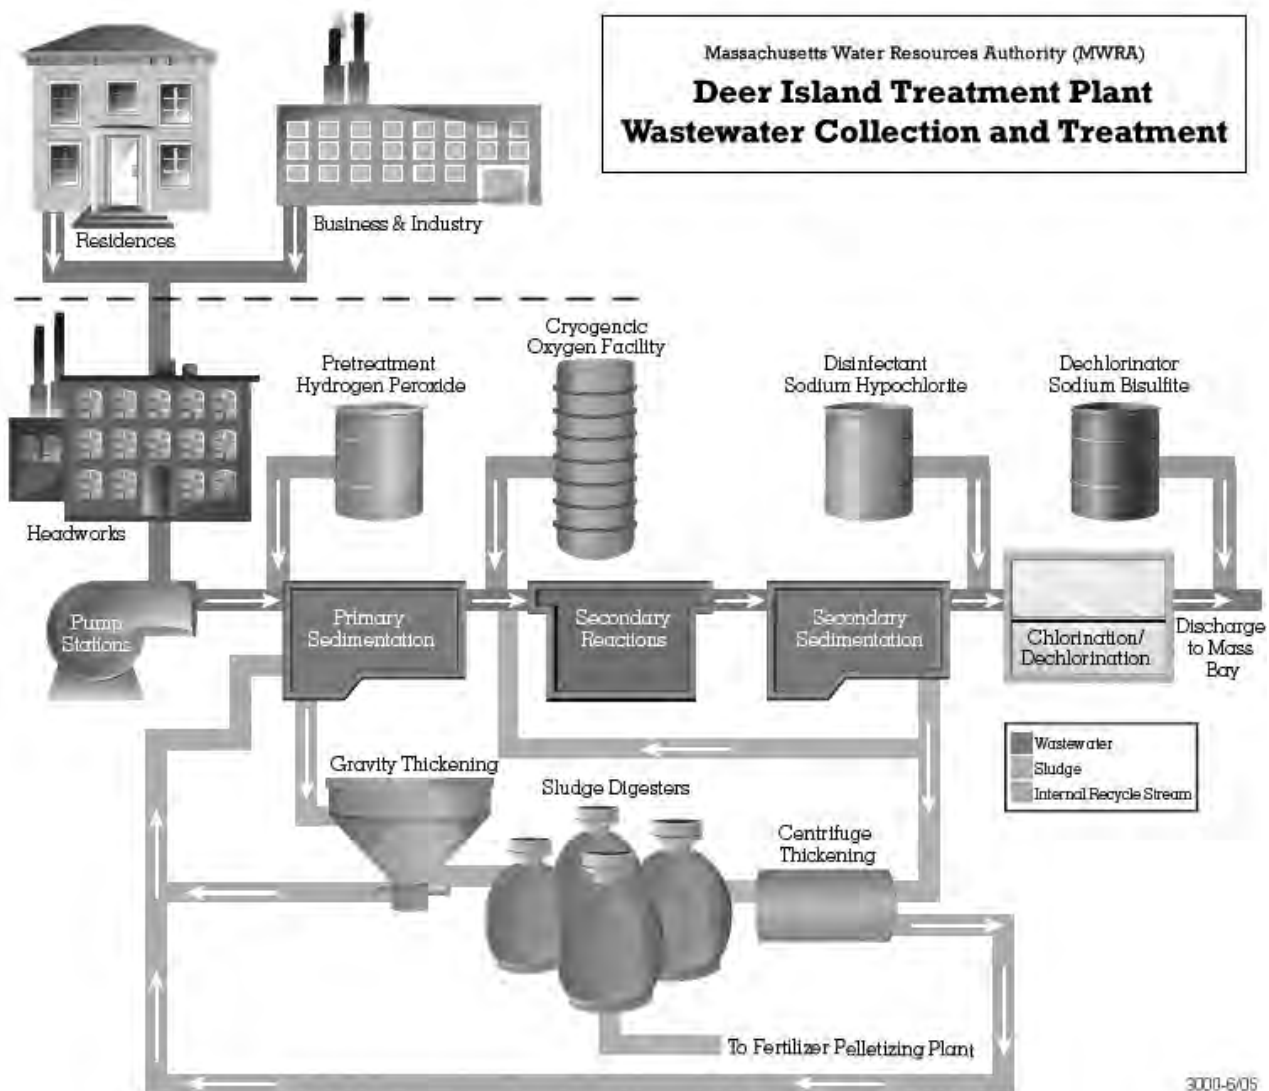 Massachusetts Water Resources Authority (MWRA)
Deer Island Treatment Plant
Wastewater Collection and Treatment
Residences
Business & Industry
Headworks
Pretreatment
Hydrogen Peroxide
Cryogencic
Oxygen Facility
Disinfectant
Sodium Hypochlorite
Dechlorinator
Sodium Bisulfite
Pump
Stations
Primary
Sedimentation
Secondary
Reactions
Secondary
Sedimentation
Chlorination/
Dechlorination
Discharge
to Mass
Bay
Wastewater
Sludge
Internal Recycle Stream
Gravity Thickening
Sludge Digesters
Centrifuge
Thickening
To Fertilizer Pelletizing Plant
3000-6/05